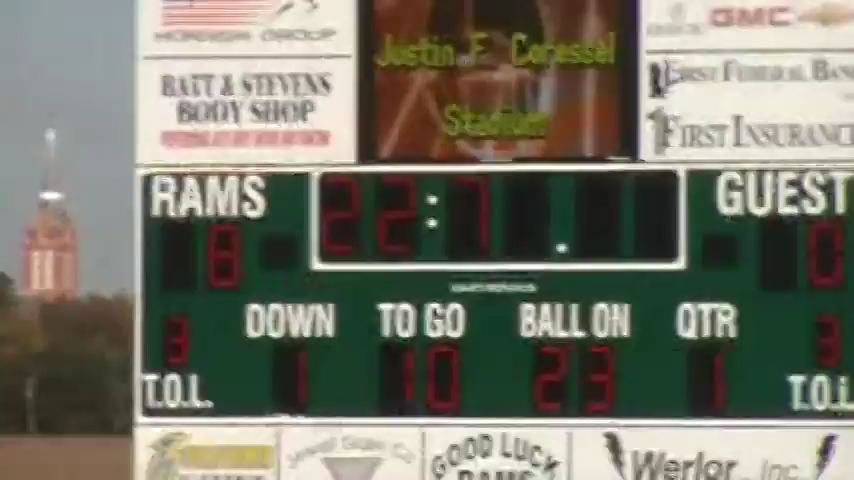 GROUP
BATT & STEVENS
BODY SHOP
Justin F. Coressel
Stadium
GMC
FIRST FEDERAL BANK
FIRST INSURANCE
RAMS
22:7
GUEST
8
0
DOWN
TO GO
BALL ON
QTR
3
1
10
23
1
3
T.O.L.
T.O.L
GOOD LUCK
RAMS
Werlor Inc.